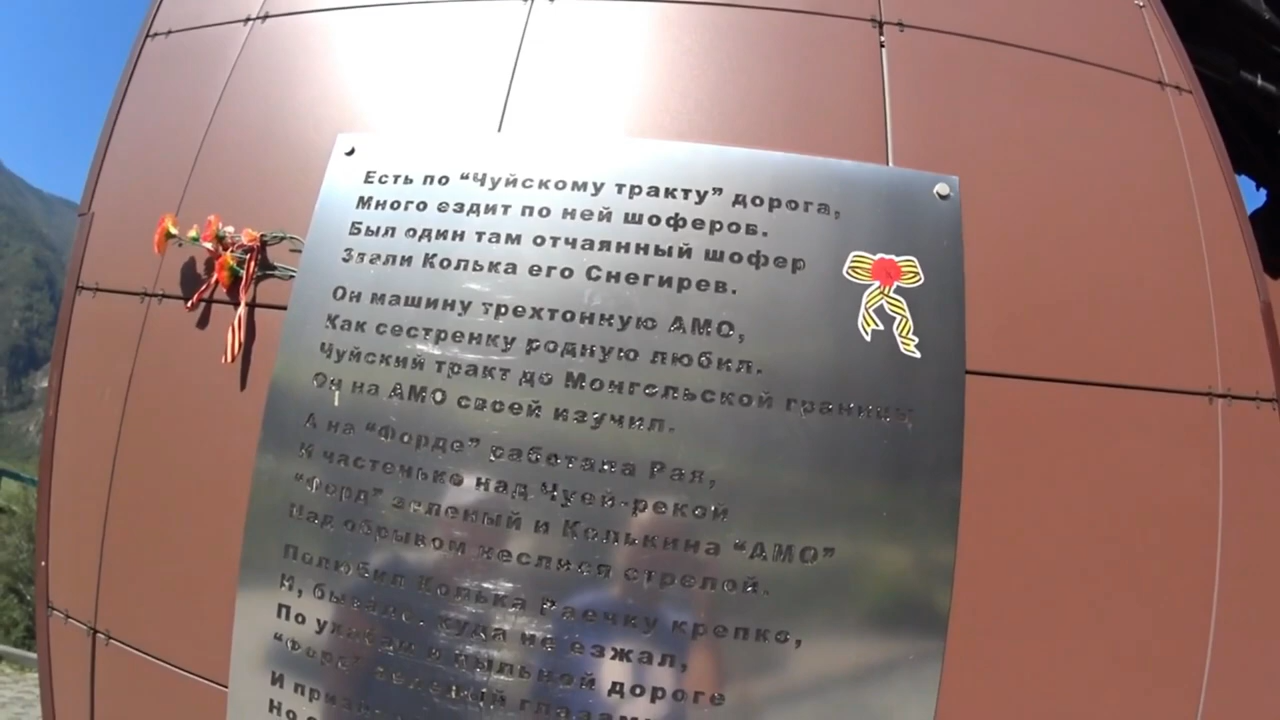 Есть по “Чуйскому тракту” дорога,
Много ездит по ней шоферов.
Был один там отчаянный шофер
Звали Колька его Снегирев.
Он машину трехтонную АМО,
Как сестренку родную любил.
Чуйский тракт до Монгольской границы
Он на АМО своей изучил.
А на “Форде” работала Рая,
И частенько над Чуей-рекой
“Форд” зеленый и Колькина “АМО”
Над обрывом неслися стрелой.
Полюбил Колька Раечку крепко,
И, бывало, куда не езжал,
По ухабам и пыльной дороге
“Форд” зеленый глазами
И
Но